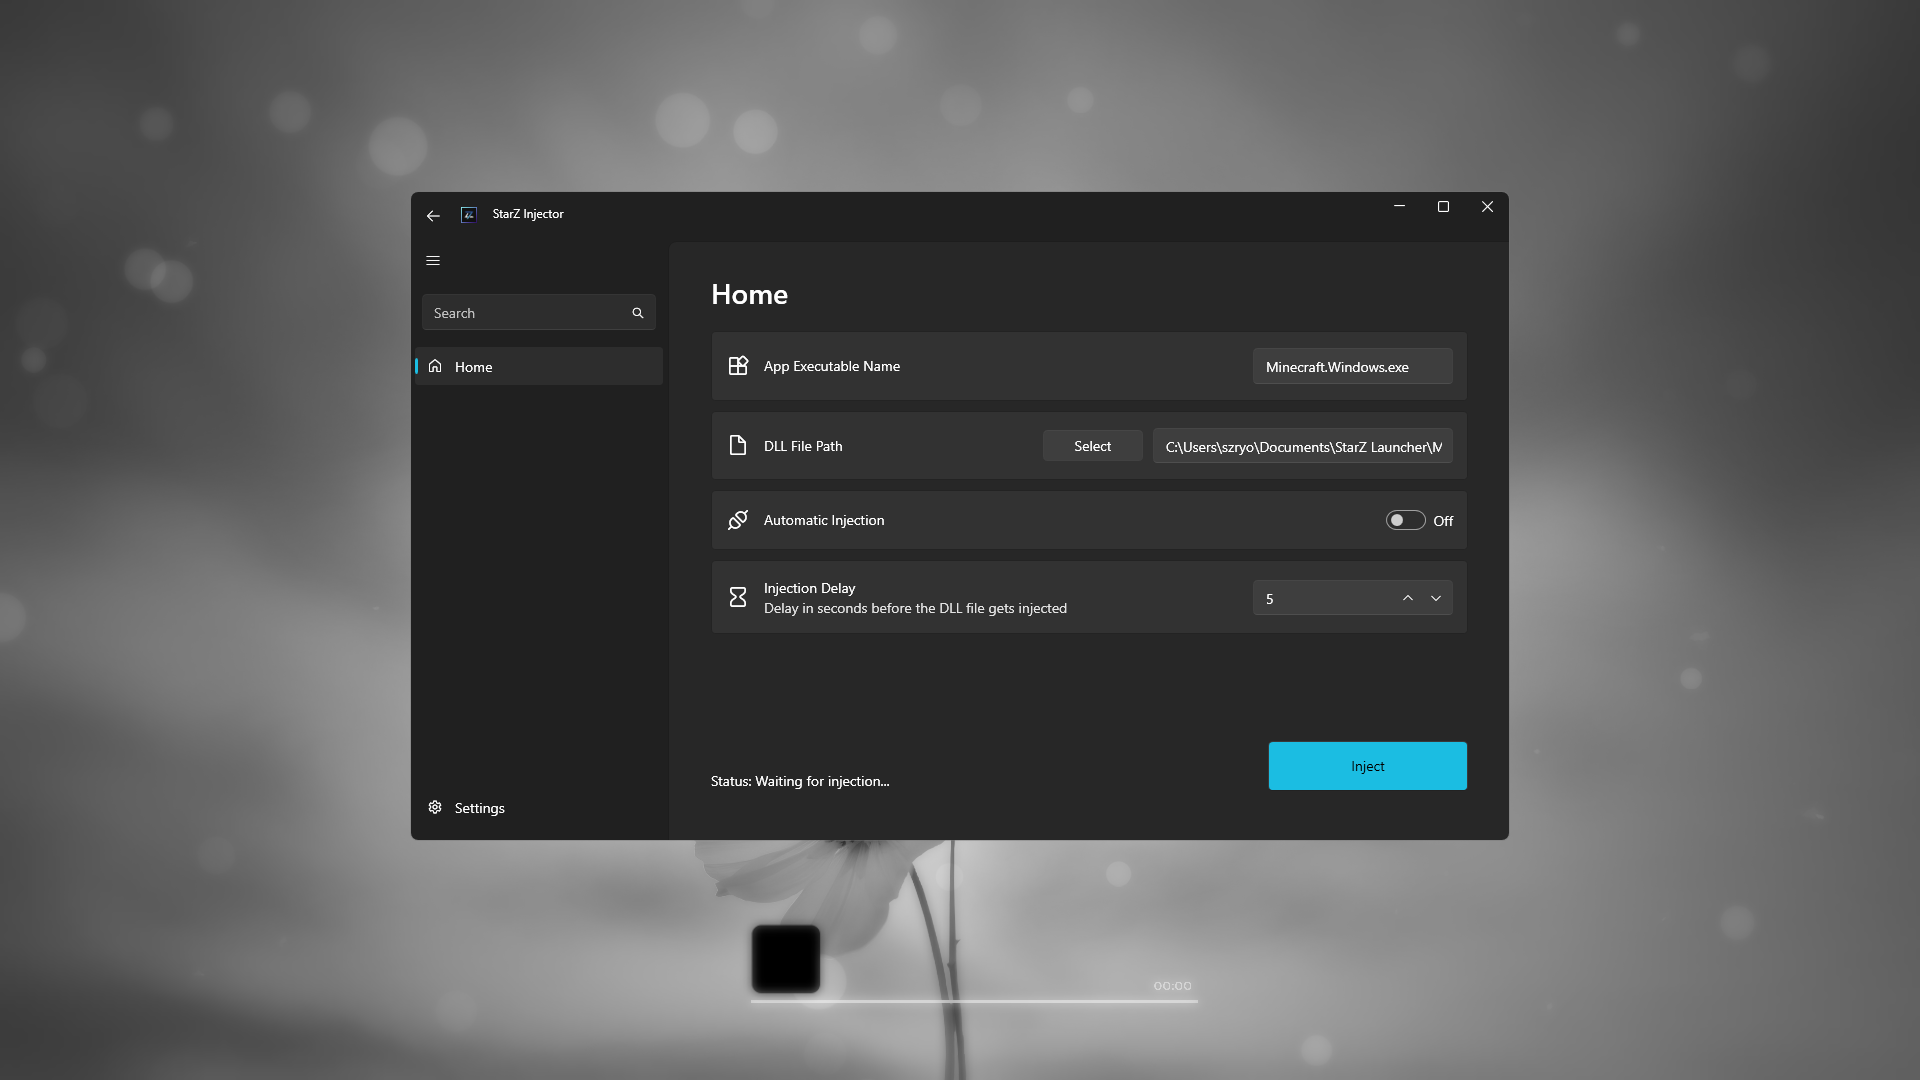 StarZ Injector
Search
Home
Settings
Home
App Executable Name
Minecraft.Windows.exe
DLL File Path
Select
C:\Users\szryo\Documents\StarZ Launcher\M
Automatic Injection
Off
Injection Delay
Delay in seconds before the DLL file gets injected
5
Status: Waiting for injection...
Inject
00:00